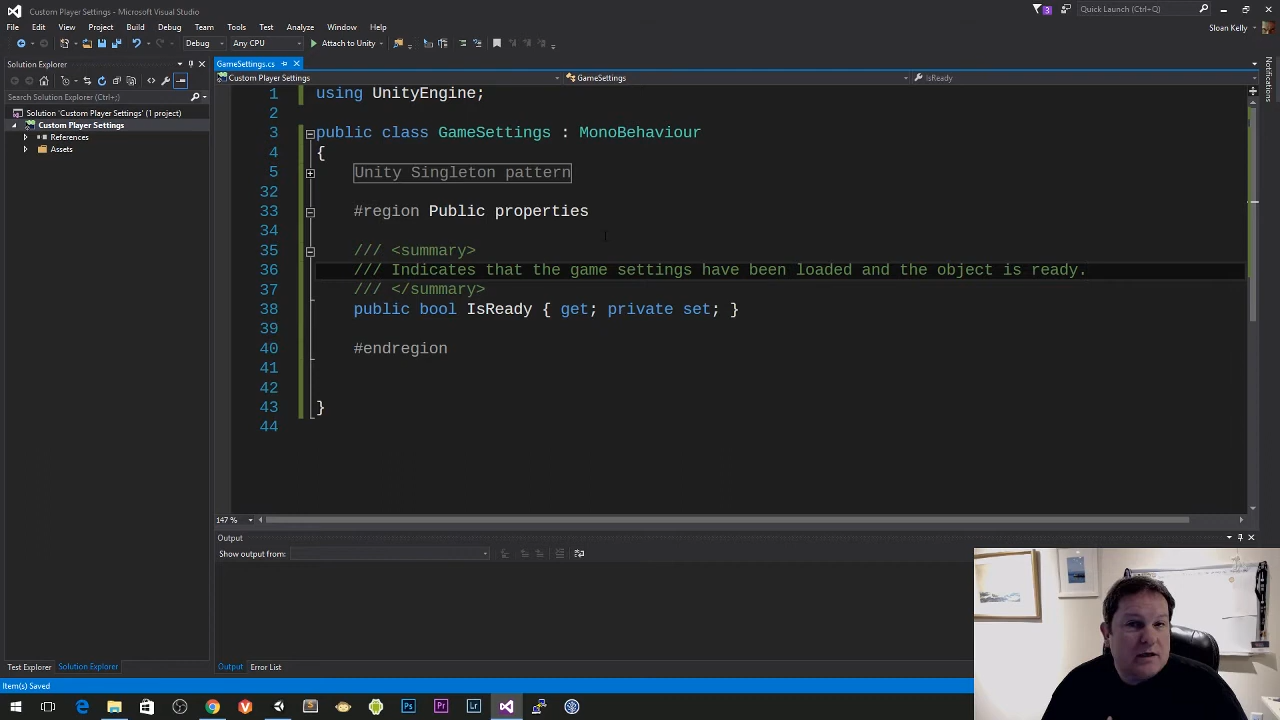 Custom Player Settings - Microsoft Visual Studio
3
Quick Launch (Ctrl+Q)
File Edit View Project Build Debug Team Tools Test Analyze Window Help
Sloan Kelly
Debug Any CPU Attach to Unity
Solution Explorer
GameSettings.cs
Custom Player Settings GameSettings IsReady
Search Solution Explorer (Ctrl+;)
Solution 'Custom Player Settings' (1 project)
Custom Player Settings
References
Assets
1 using UnityEngine;
2
3 public class GameSettings : MonoBehaviour
4 {
5 Unity Singleton pattern
32
33 #region Public properties
34
35 /// <summary>
36 /// Indicates that the game settings have been loaded and the object is ready.
37 /// </summary>
38 public bool IsReady { get; private set; }
39
40 #endregion
41
42
43 }
44
Notifications
147 %
Output
Show output from:
Test Explorer Solution Explorer Output Error List
Item(s) Saved
Ps Pr Lr